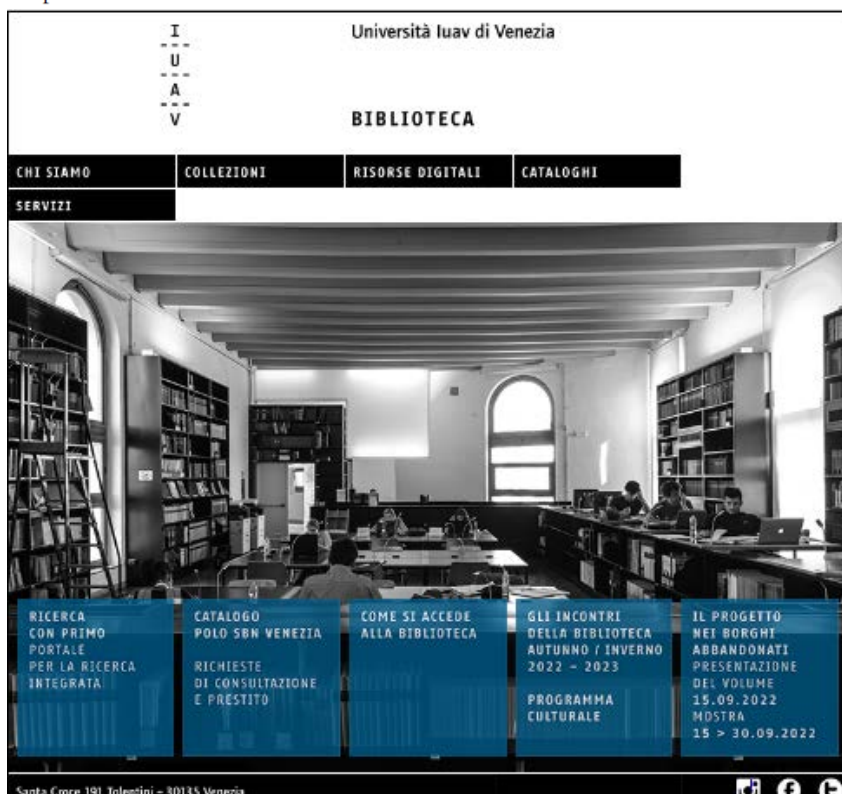 I
U
A
V
Università Iuav di Venezia
BIBLIOTECA
CHI SIAMO
COLLEZIONI
RISORSE DIGITALI
CATALOGHI
SERVIZI
RICERCA
CON PRIMO
PORTALE
PER LA RICERCA
INTEGRATA
CATALOGO
POLO SBN VENEZIA
RICHIESTE
DI CONSULTAZIONE
E PRESTITO
COME SI ACCEDE
ALLA BIBLIOTECA
GLI INCONTRI
DELLA BIBLIOTECA
AUTUNNO / INVERNO
2022 – 2023
PROGRAMMA
CULTURALE
IL PROGETTO
NEI BORGHI
ABBANDONATI
PRESENTAZIONE
DEL VOLUME
15.09.2022
MOSTRA
15 > 30.09.2022
Santa Croce 191 Tolentini – 30135 Venezia